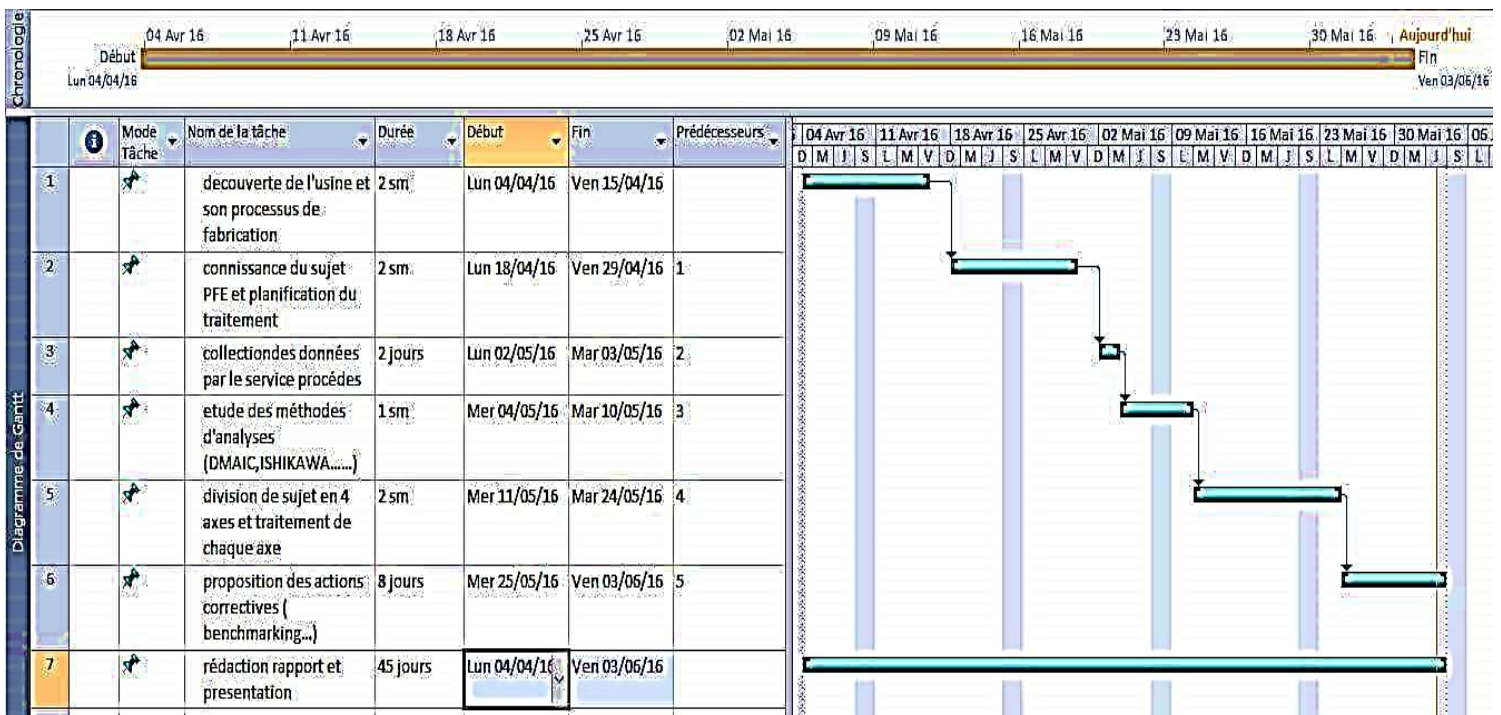 Chronologie
04 Avr 16 11 Avr 16 18 Avr 16 25 Avr 16 02 Mai 16 09 Mai 16 16 Mai 16 23 Mai 16 30 Mai 16 Aujourd'hui
Début
Lun 04/04/16
Fin
Ven 03/06/16
Diagramme de Gantt
Mode Tâche Nom de la tâche Durée Début Fin Prédécesseurs
04 Avr 16 11 Avr 16 18 Avr 16 25 Avr 16 02 Mai 16 09 Mai 16 16 Mai 16 23 Mai 16 30 Mai 16 06
D M J S L M V D M J S L M V D M J S L M V D M J S L M V D M J S L
1 decouverte de l'usine et 2 sm Lun 04/04/16 Ven 15/04/16
son processus de
fabrication
2 connissance du sujet 2 sm Lun 18/04/16 Ven 29/04/16 1
PFE et planification du
traitement
3 collectiondes données 2 jours Lun 02/05/16 Mar 03/05/16 2
par le service procédes
4 etude des méthodes 1 sm Mer 04/05/16 Mar 10/05/16 3
d'analyses
(DMAIC,ISHIKAWA......)
5 division de sujet en 4 2 sm Mer 11/05/16 Mar 24/05/16 4
axes et traitement de
chaque axe
6 proposition des actions 8 jours Mer 25/05/16 Ven 03/06/16 5
correctives (
benchmarking...)
7 rédaction rapport et 45 jours Lun 04/04/16 Ven 03/06/16
presentation